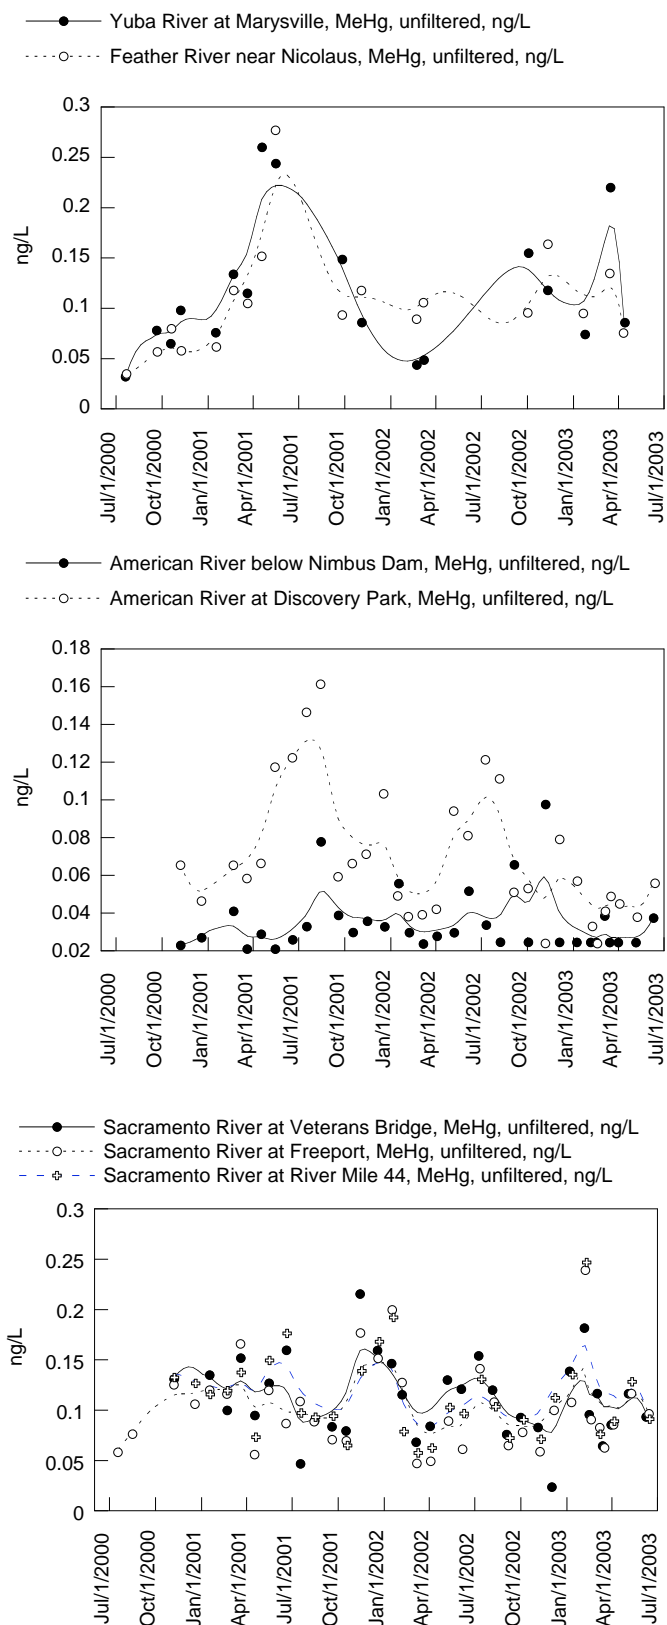 Yuba River at Marysville, MeHg, unfiltered, ng/L
Feather River near Nicolaus, MeHg, unfiltered, ng/L
0.3
0.25
0.2
0.15
0.1
0.05
0
ng/L
Jul/1/2000
Oct/1/2000
Jan/1/2001
Apr/1/2001
Jul/1/2001
Oct/1/2001
Jan/1/2002
Apr/1/2002
Jul/1/2002
Oct/1/2002
Jan/1/2003
Apr/1/2003
Jul/1/2003
American River below Nimbus Dam, MeHg, unfiltered, ng/L
American River at Discovery Park, MeHg, unfiltered, ng/L
0.18
0.16
0.14
0.12
0.1
0.08
0.06
0.04
0.02
ng/L
Jul/1/2000
Oct/1/2000
Jan/1/2001
Apr/1/2001
Jul/1/2001
Oct/1/2001
Jan/1/2002
Apr/1/2002
Jul/1/2002
Oct/1/2002
Jan/1/2003
Apr/1/2003
Jul/1/2003
Sacramento River at Veterans Bridge, MeHg, unfiltered, ng/L
Sacramento River at Freeport, MeHg, unfiltered, ng/L
Sacramento River at River Mile 44, MeHg, unfiltered, ng/L
0.3
0.25
0.2
0.15
0.1
0.05
0
ng/L
Jul/1/2000
Oct/1/2000
Jan/1/2001
Apr/1/2001
Jul/1/2001
Oct/1/2001
Jan/1/2002
Apr/1/2002
Jul/1/2002
Oct/1/2002
Jan/1/2003
Apr/1/2003
Jul/1/2003